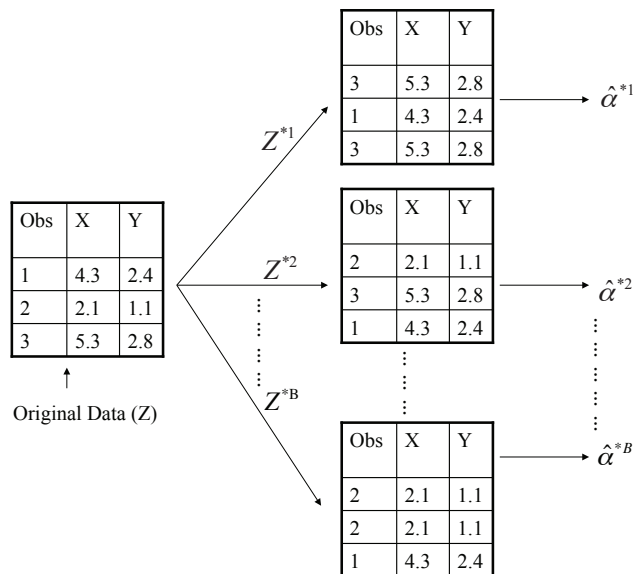 Obs X Y
3 5.3 2.8
1 4.3 2.4
3 5.3 2.8
α̂*1
Z*1
Obs X Y
1 4.3 2.4
2 2.1 1.1
3 5.3 2.8
Original Data (Z)
Z*2
Obs X Y
2 2.1 1.1
3 5.3 2.8
1 4.3 2.4
α̂*2
Z*B
Obs X Y
2 2.1 1.1
2 2.1 1.1
1 4.3 2.4
α̂*B